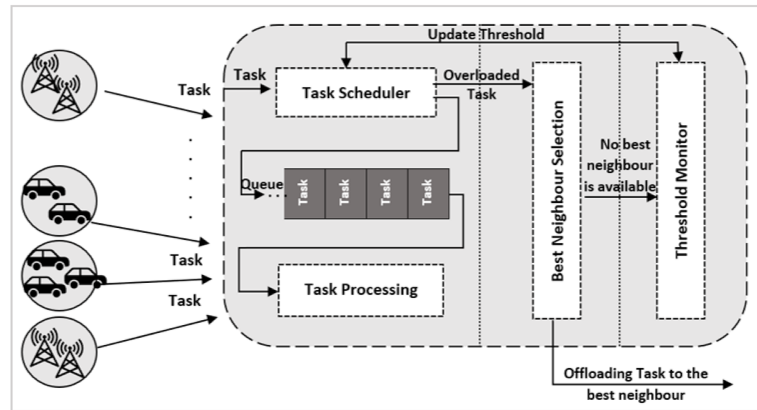 Update Threshold
Task
Task
Task Scheduler
Overloaded
Task
Queue
Task
Task
Task
Task
Best Neighbour Selection
No best
neighbour
is available
Threshold Monitor
Task
Task
Task Processing
Offloading Task to the
best neighbour